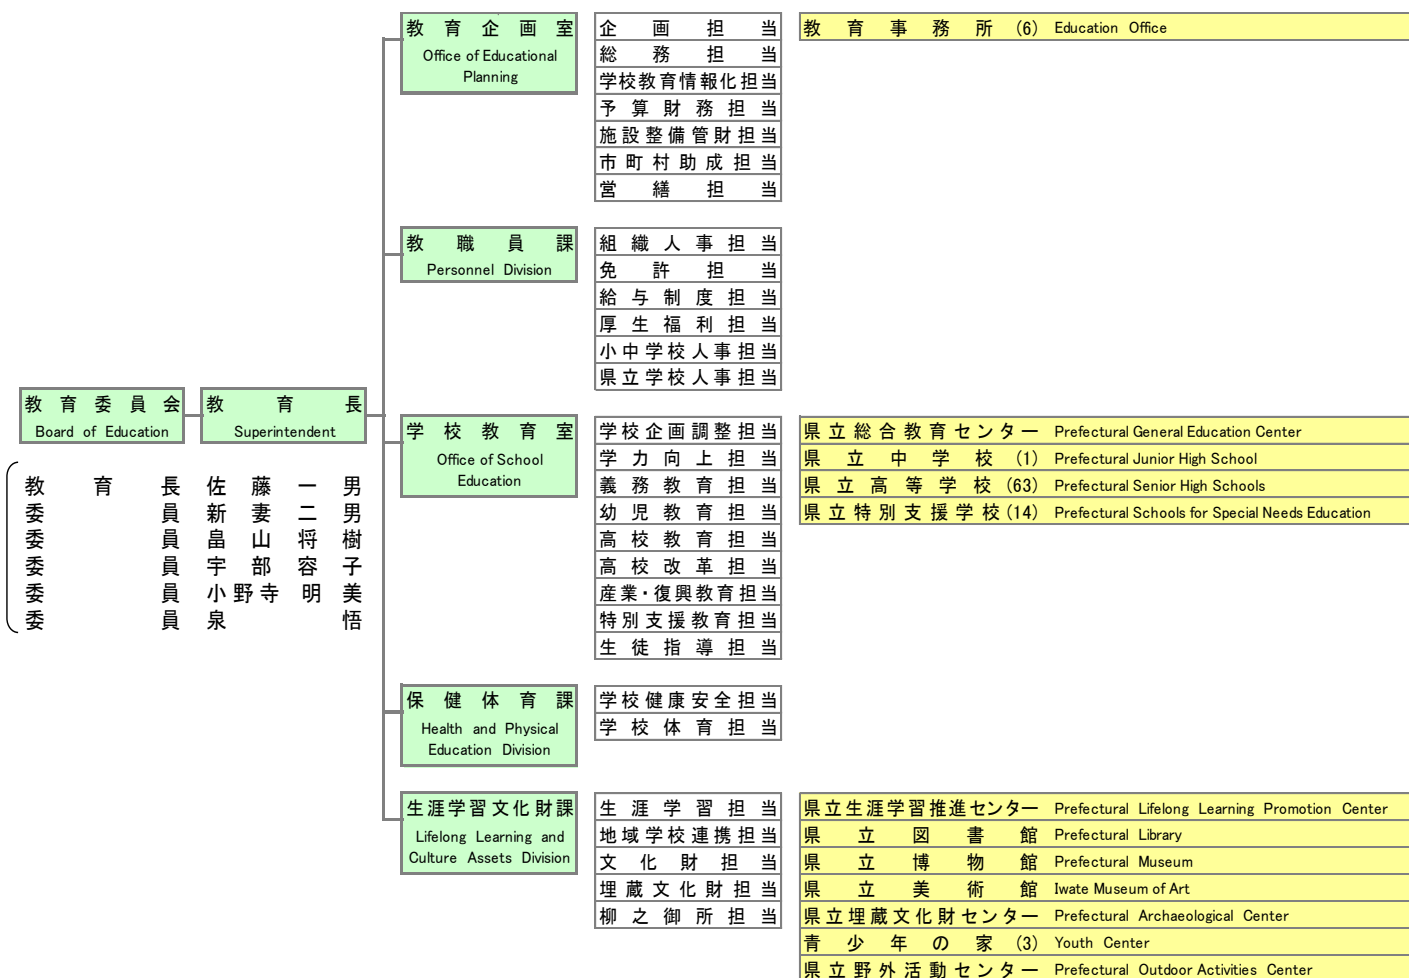 教育企画室
Office of Educational
Planning
企画担当
総務担当
学校教育情報化担当
予算財務担当
施設整備管財担当
市町村助成担当
営繕担当
教育事務所 (6) Education Office
教職員課
Personnel Division
組織人事担当
免許担当
給与制度担当
厚生福利担当
小中学校人事担当
県立学校人事担当
教育委員会
Board of Education
教育長
Superintendent
教育長 佐藤一男
委員 新妻二男
委員 畠山将樹
委員 宇部容子
委員 小野寺明美
委員 泉悟
学校教育室
Office of School
Education
学校企画調整担当
学力向上担当
義務教育担当
幼児教育担当
高校教育担当
高校改革担当
産業・復興教育担当
特別支援教育担当
生徒指導担当
県立総合教育センター Prefectural General Education Center
県立中学校 (1) Prefectural Junior High School
県立高等学校 (63) Prefectural Senior High Schools
県立特別支援学校 (14) Prefectural Schools for Special Needs Education
保健体育課
Health and Physical
Education Division
学校健康安全担当
学校体育担当
生涯学習文化財課
Lifelong Learning and
Culture Assets Division
生涯学習担当
地域学校連携担当
文化財担当
埋蔵文化財担当
柳之御所担当
県立生涯学習推進センター Prefectural Lifelong Learning Promotion Center
県立図書館 Prefectural Library
県立博物館 Prefectural Museum
県立美術館 Iwate Museum of Art
県立埋蔵文化財センター Prefectural Archaeological Center
青少年の家 (3) Youth Center
県立野外活動センター Prefectural Outdoor Activities Center